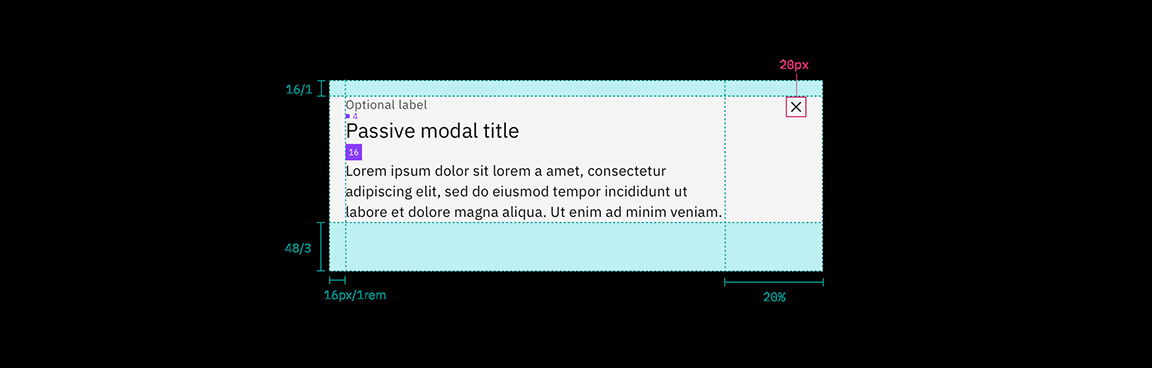 20px
16/1
Optional label
4
Passive modal title
16
Lorem ipsum dolor sit lorem a amet, consectetur
adipiscing elit, sed do eiusmod tempor incididunt ut
labore et dolore magna aliqua. Ut enim ad minim veniam.
48/3
16px/1rem
20%